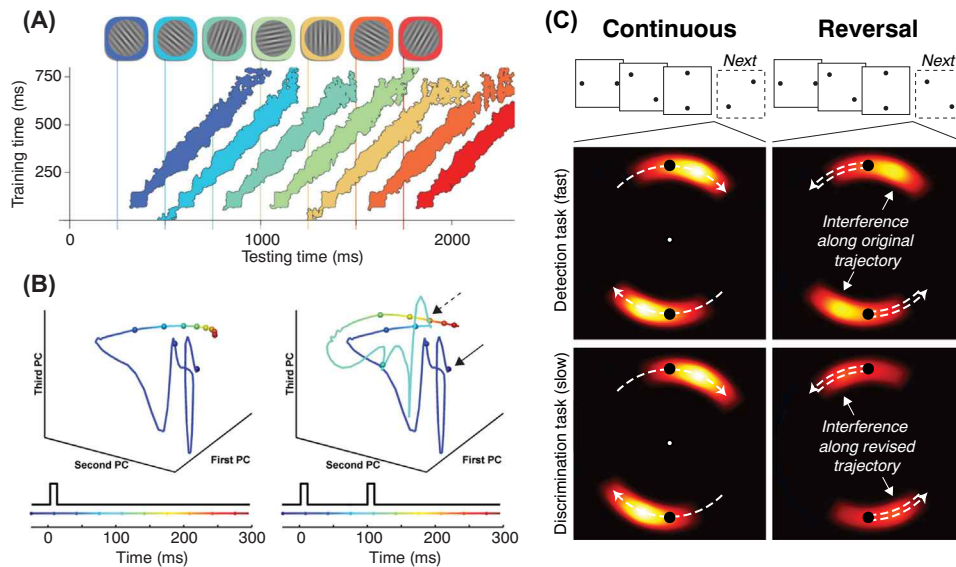 (A)
Training time (ms)
750
500
250
0
1000
2000
Testing time (ms)
(B)
Third PC
Second PC
First PC
Third PC
Second PC
First PC
0
100
200
300
Time (ms)
0
100
200
300
Time (ms)
(C)
Continuous
Reversal
Next
Next
Detection task (fast)
Interference
along original
trajectory
Discrimination task (slow)
Interference
along revised
trajectory